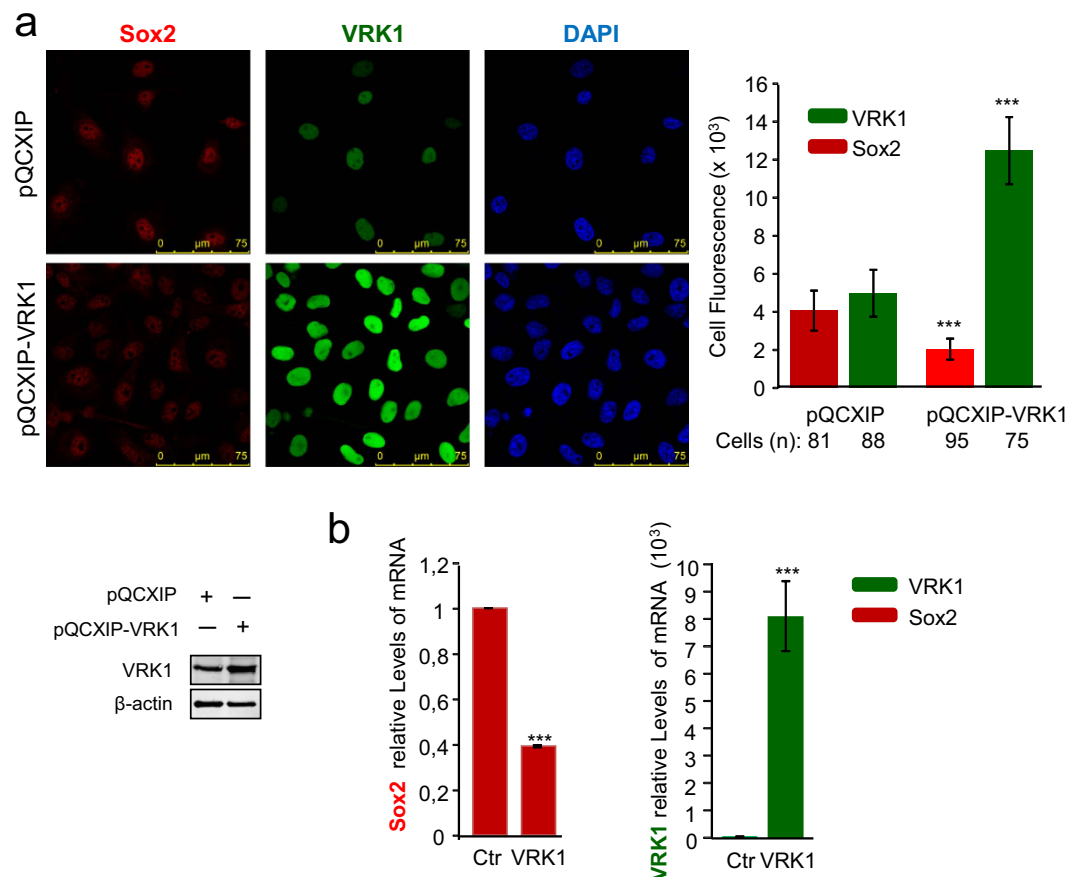 a
Sox2 VRK1 DAPI
pQCXIP
0 µm 75
0 µm 75
0 µm 75
pQCXIP-VRK1
0 µm 75
0 µm 75
0 µm 75
Cell Fluorescence (x 10³)
16
14
12
10
8
6
4
2
0
VRK1
Sox2
***
***
pQCXIP pQCXIP-VRK1
Cells (n): 81 88 95 75
pQCXIP + —
pQCXIP-VRK1 — +
VRK1
β-actin
b
Sox2 relative Levels of mRNA
1,2
1
0,8
0,6
0,4
0,2
0
***
Ctr VRK1
VRK1 relative Levels of mRNA (10³)
10
9
8
7
6
5
4
3
2
1
0
***
Ctr VRK1
VRK1
Sox2